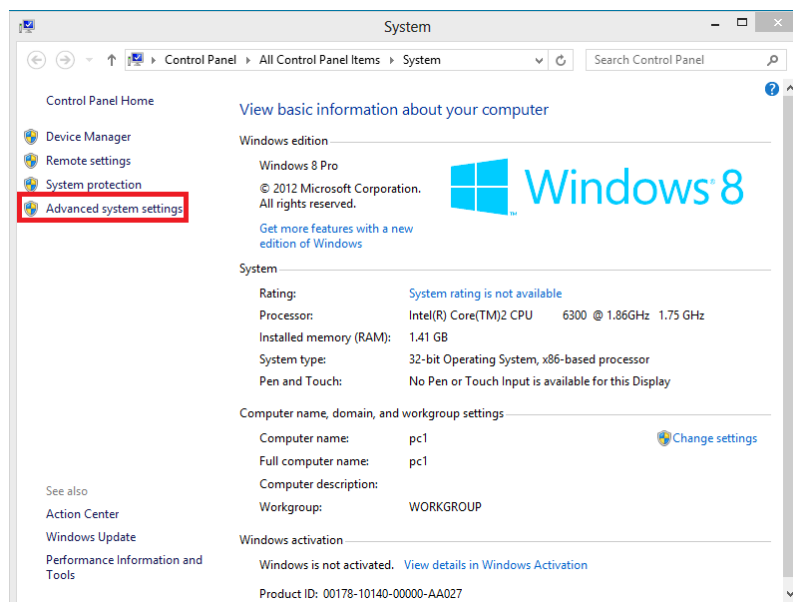 System
Control Panel All Control Panel Items System
Search Control Panel
Control Panel Home
Device Manager
Remote settings
System protection
Advanced system settings
View basic information about your computer
Windows edition
Windows 8 Pro
© 2012 Microsoft Corporation.
All rights reserved.
Get more features with a new
edition of Windows
Windows 8
System
Rating: System rating is not available
Processor: Intel(R) Core(TM)2 CPU 6300 @ 1.86GHz 1.75 GHz
Installed memory (RAM): 1.41 GB
System type: 32-bit Operating System, x86-based processor
Pen and Touch: No Pen or Touch Input is available for this Display
Computer name, domain, and workgroup settings
Computer name: pc1
Change settings
Full computer name: pc1
Computer description:
Workgroup: WORKGROUP
Windows activation
Windows is not activated. View details in Windows Activation
Product ID: 00178-10140-00000-AA027
See also
Action Center
Windows Update
Performance Information and
Tools